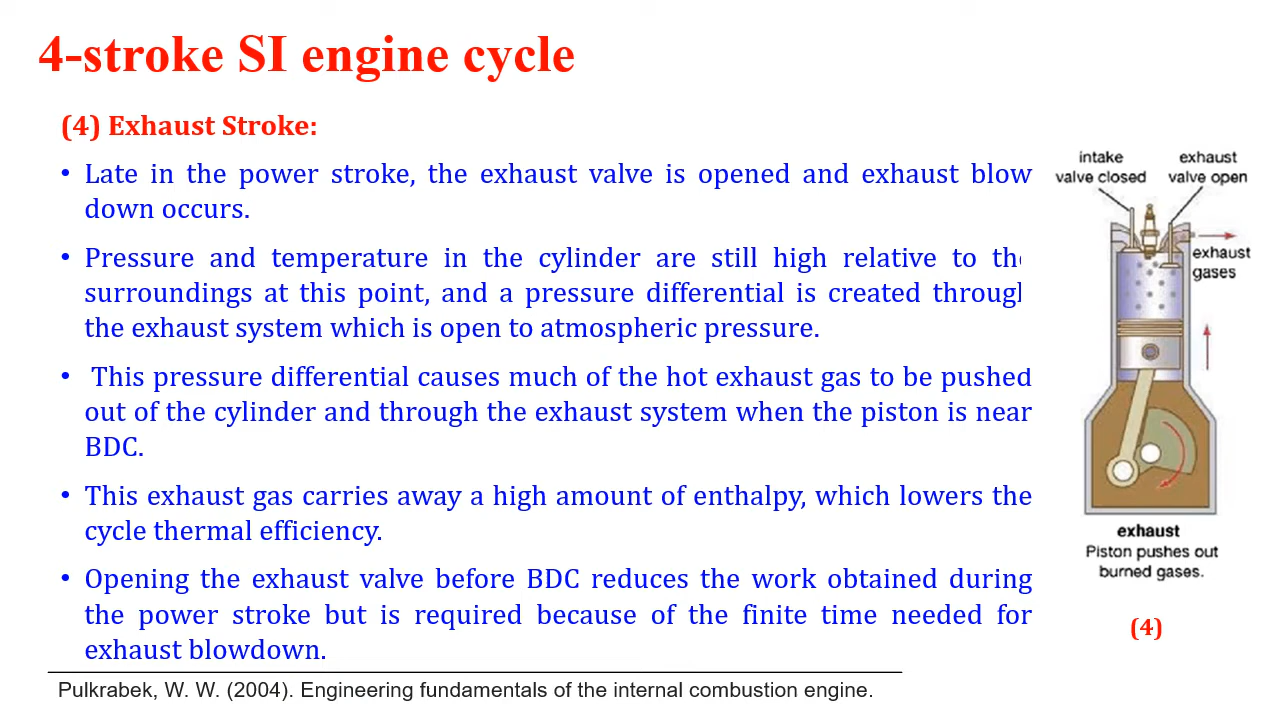 4-stroke SI engine cycle
(4) Exhaust Stroke:
• Late in the power stroke, the exhaust valve is opened and exhaust blow
down occurs.
• Pressure and temperature in the cylinder are still high relative to the
surroundings at this point, and a pressure differential is created through
the exhaust system which is open to atmospheric pressure.
• This pressure differential causes much of the hot exhaust gas to be pushed
out of the cylinder and through the exhaust system when the piston is near
BDC.
• This exhaust gas carries away a high amount of enthalpy, which lowers the
cycle thermal efficiency.
• Opening the exhaust valve before BDC reduces the work obtained during
the power stroke but is required because of the finite time needed for
exhaust blowdown.
Pulkrabek, W. W. (2004). Engineering fundamentals of the internal combustion engine.
intake
valve closed
exhaust
valve open
exhaust
gases
exhaust
Piston pushes out
burned gases.
(4)